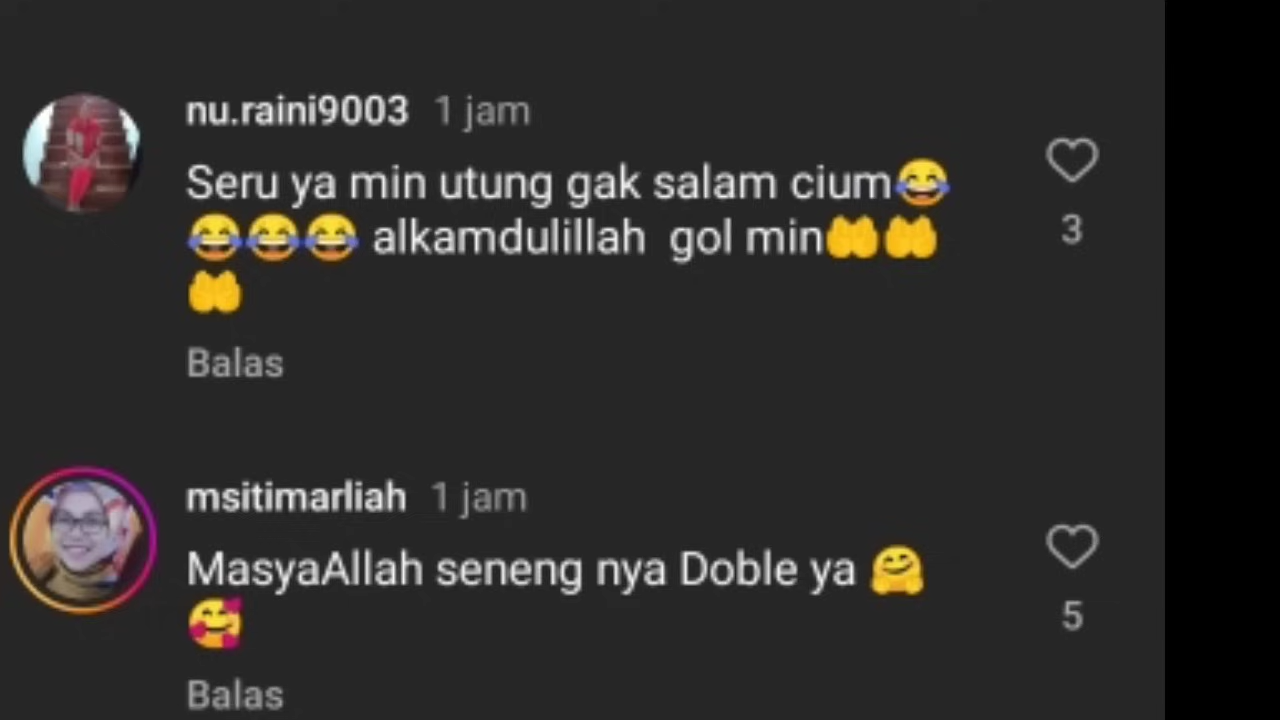 nu.raini9003 1 jam
Seru ya min utung gak salam cium😂
😂😂😂 alkamdulillah gol min🤲🤲
🤲
3
Balas
msitimarliah 1 jam
MasyaAllah seneng nya Doble ya 🤗
🥰
5
Balas